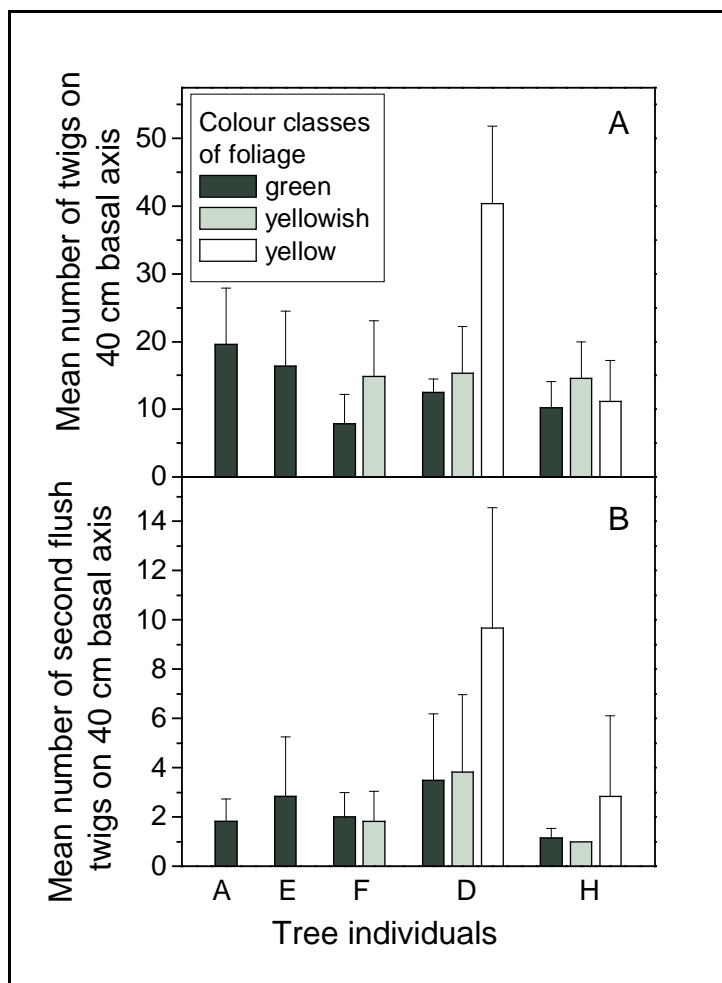 Mean number of twigs on
40 cm basal axis
50
40
30
20
10
0
Colour classes
of foliage
green
yellowish
yellow
A
Mean number of second flush
twigs on 40 cm basal axis
14
12
10
8
6
4
2
0
B
A E F D H
Tree individuals